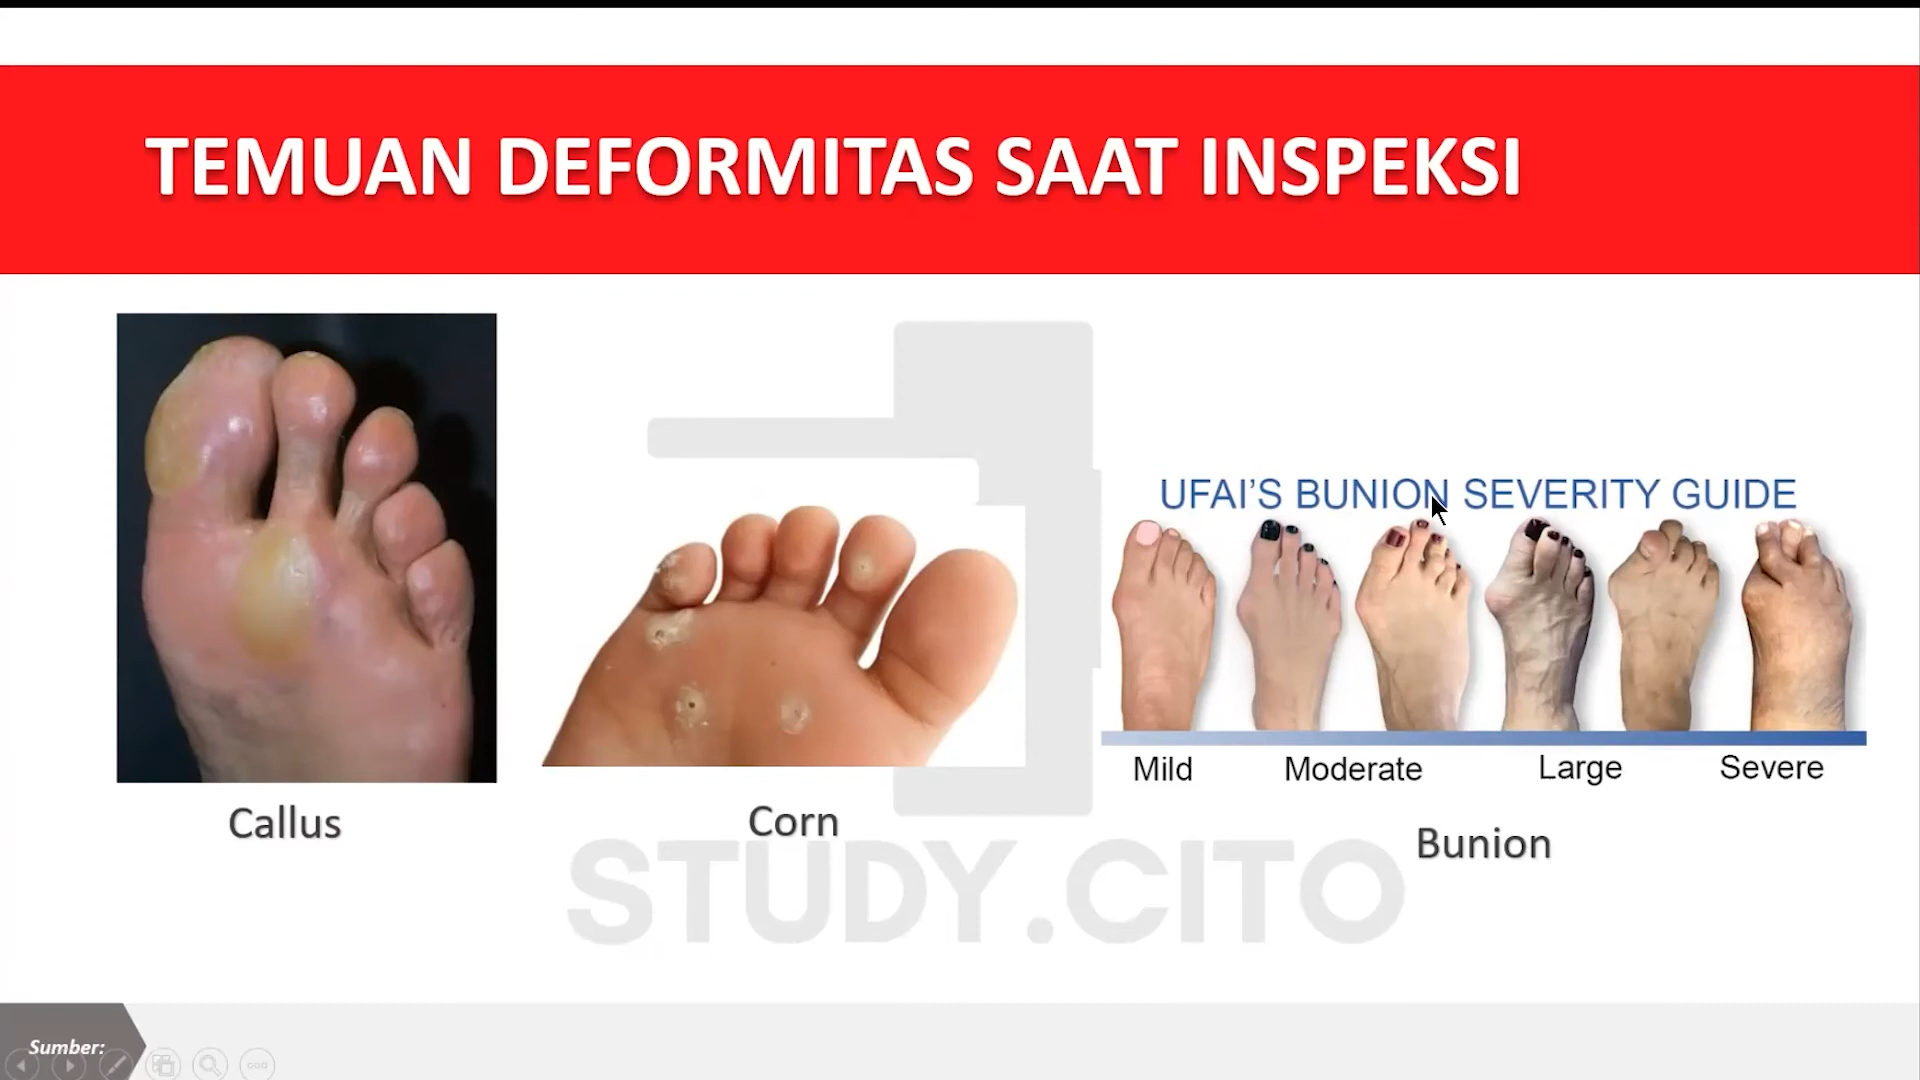 TEMUAN DEFORMITAS SAAT INSPEKSI
UFAI'S BUNION SEVERITY GUIDE
Mild Moderate Large Severe
Callus
Corn
Bunion
STUDY.CITO
Sumber: